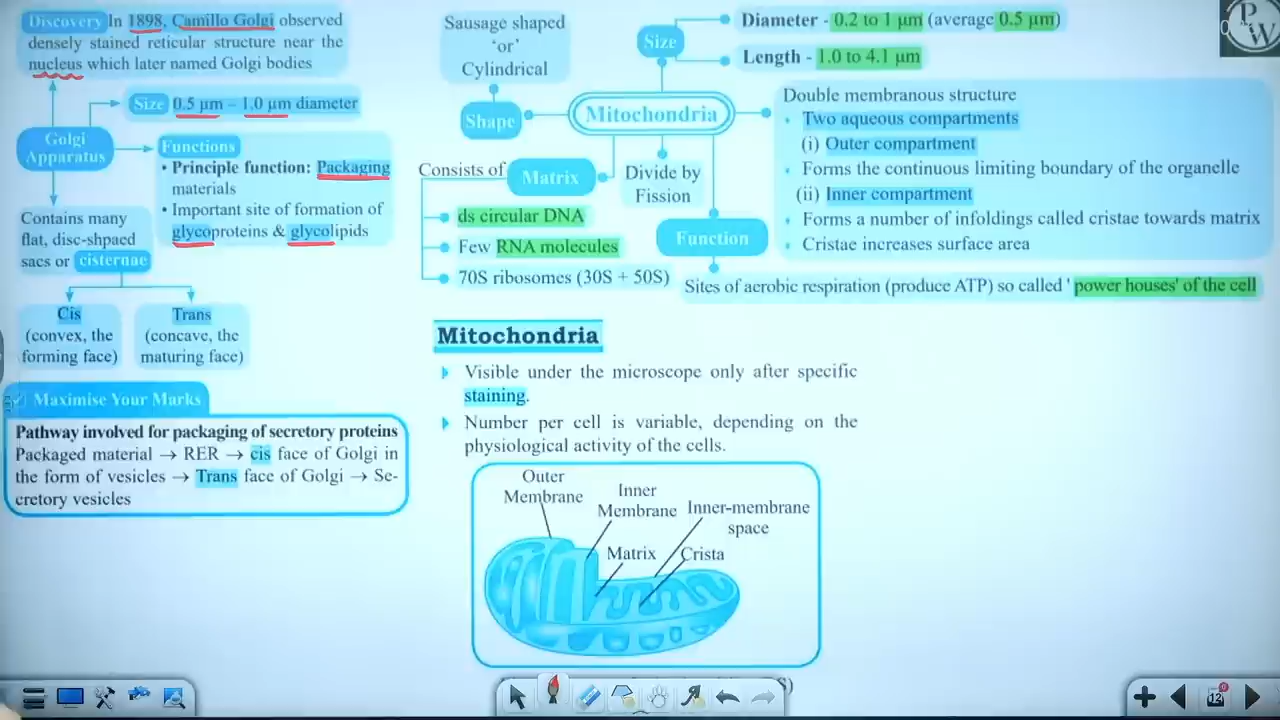 Discovery In 1898, Camillo Golgi observed
densely stained reticular structure near the
nucleus which later named Golgi bodies
Size 0.5 µm – 1.0 µm diameter
Golgi
Apparatus
Functions
• Principle function: Packaging
materials
• Important site of formation of
glycoproteins & glycolipids
Contains many
flat, disc-shpaed
sacs or cisternae
Cis
(convex, the
forming face)
Trans
(concave, the
maturing face)
Maximise Your Marks
Pathway involved for packaging of secretory proteins
Packaged material → RER → cis face of Golgi in
the form of vesicles → Trans face of Golgi → Se-
cretory vesicles
Sausage shaped
'or'
Cylindrical
Shape
Size
Diameter - 0.2 to 1 µm (average 0.5 µm)
Length - 1.0 to 4.1 µm
Mitochondria
Double membranous structure
• Two aqueous compartments
(i) Outer compartment
• Forms the continuous limiting boundary of the organelle
(ii) Inner compartment
• Forms a number of infoldings called cristae towards matrix
• Cristae increases surface area
Consists of
Matrix
ds circular DNA
Few RNA molecules
70S ribosomes (30S + 50S)
Divide by
Fission
Function
Sites of aerobic respiration (produce ATP) so called ' power houses' of the cell
Mitochondria
Visible under the microscope only after specific
staining.
Number per cell is variable, depending on the
physiological activity of the cells.
Outer
Membrane
Inner
Membrane
Inner-membrane
space
Matrix
Crista
P
W
12